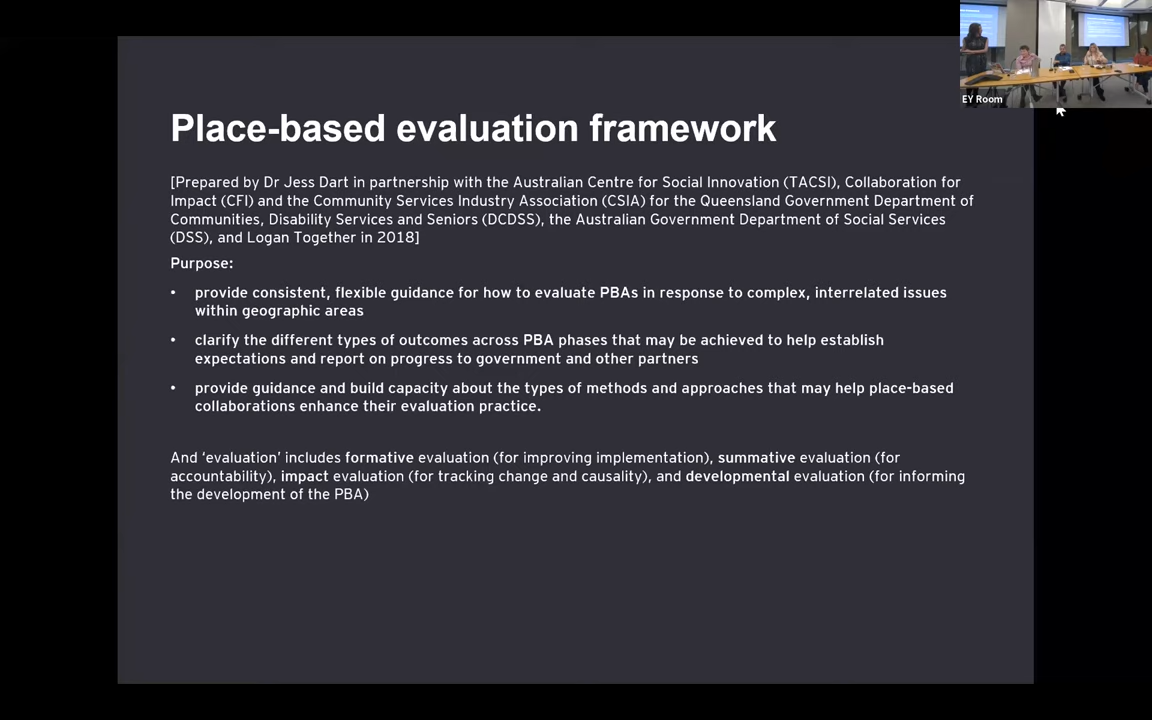 EY Room
Place-based evaluation framework
[Prepared by Dr Jess Dart in partnership with the Australian Centre for Social Innovation (TACSI), Collaboration for
Impact (CFI) and the Community Services Industry Association (CSIA) for the Queensland Government Department of
Communities, Disability Services and Seniors (DCDSS), the Australian Government Department of Social Services
(DSS), and Logan Together in 2018]
Purpose:
• provide consistent, flexible guidance for how to evaluate PBAs in response to complex, interrelated issues
within geographic areas
• clarify the different types of outcomes across PBA phases that may be achieved to help establish
expectations and report on progress to government and other partners
• provide guidance and build capacity about the types of methods and approaches that may help place-based
collaborations enhance their evaluation practice.
And ‘evaluation’ includes formative evaluation (for improving implementation), summative evaluation (for
accountability), impact evaluation (for tracking change and causality), and developmental evaluation (for informing
the development of the PBA)